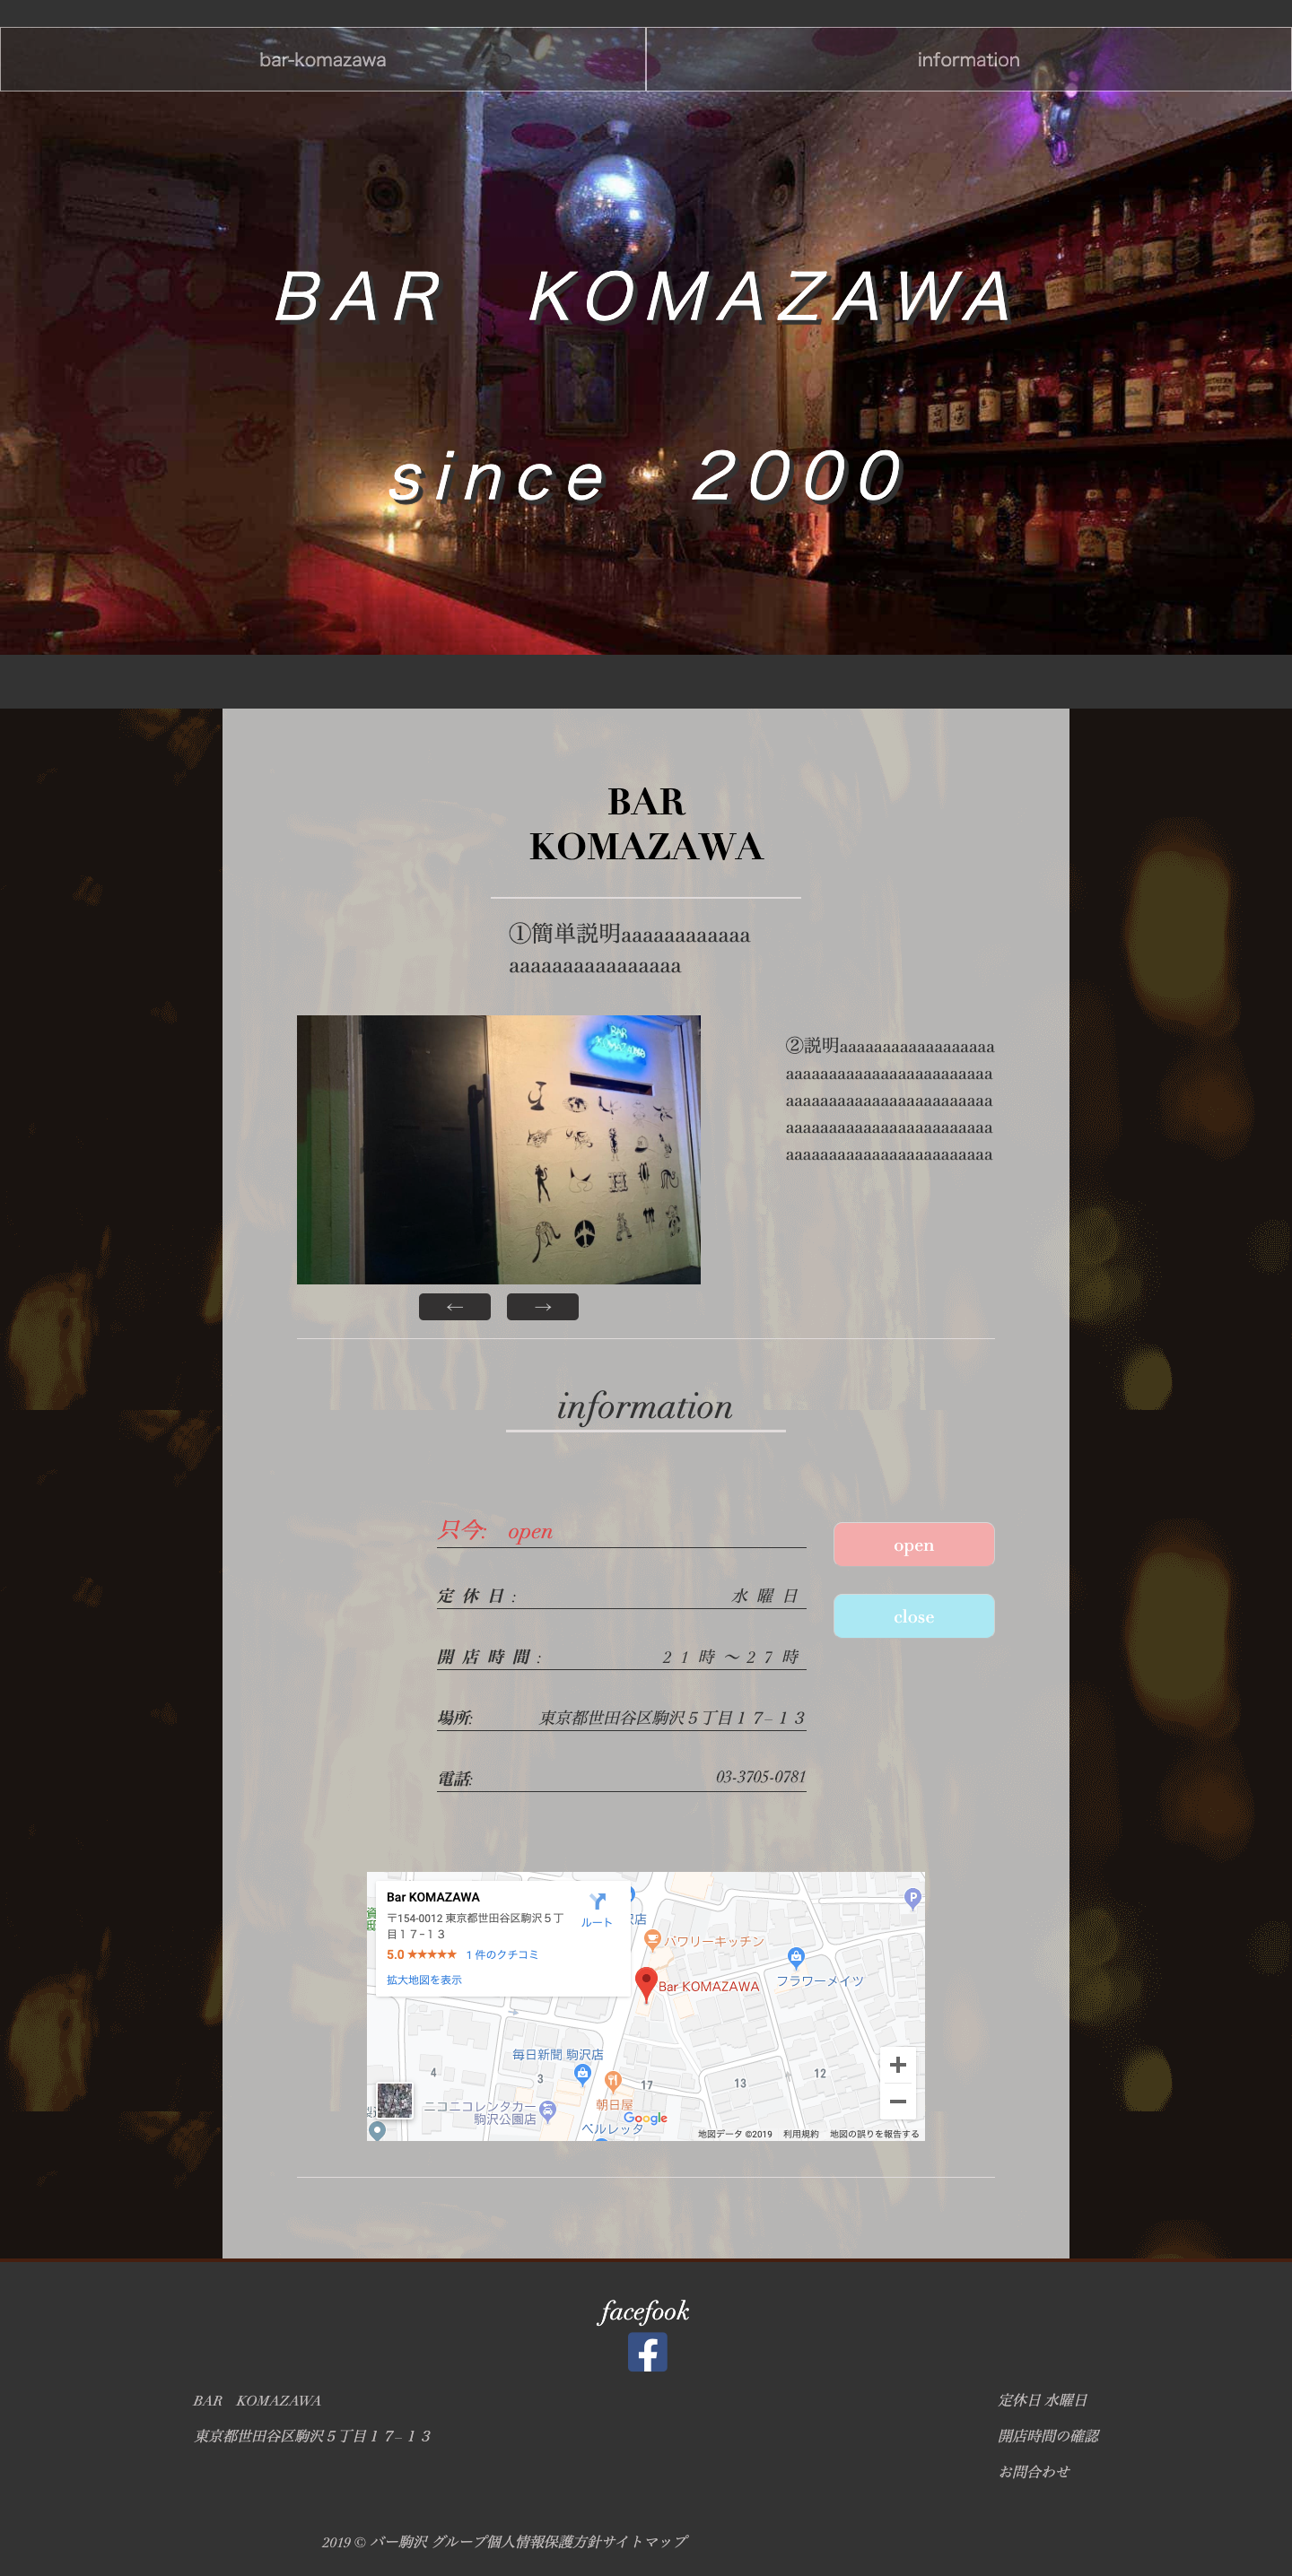 bar-komazawa
information
BAR　KOMAZAWA
since　2000
BAR
KOMAZAWA
①簡単説明aaaaaaaaaaaa
aaaaaaaaaaaaaaaa
BAR
KOMAZAWA
②説明aaaaaaaaaaaaaaaaaa
aaaaaaaaaaaaaaaaaaaaaaaa
aaaaaaaaaaaaaaaaaaaaaaaa
aaaaaaaaaaaaaaaaaaaaaaaa
aaaaaaaaaaaaaaaaaaaaaaaa
← →
information
只今:　open
open
定休日: 水曜日
close
開店時間: 21時〜27時
場所: 東京都世田谷区駒沢５丁目１７−１３
電話: 03-3705-0781
Bar KOMAZAWA
〒154-0012 東京都世田谷区駒沢５丁
目１７−１３
5.0 ★★★★★ 1 件のクチコミ
拡大地図を表示
ルート
沢店
バワリーキッチン
フラワーメイツ
Bar KOMAZAWA
毎日新聞 駒沢店
4
3
17
13
12
朝日屋
ニコニコレンタカー
駒沢公園店
ペルレッタ
Google
地図データ ©2019 利用規約 地図の誤りを報告する
facefook
BAR　KOMAZAWA
東京都世田谷区駒沢５丁目１７−１３
定休日 水曜日
開店時間の確認
お問合わせ
2019 © バー駒沢 グループ個人情報保護方針サイトマップ